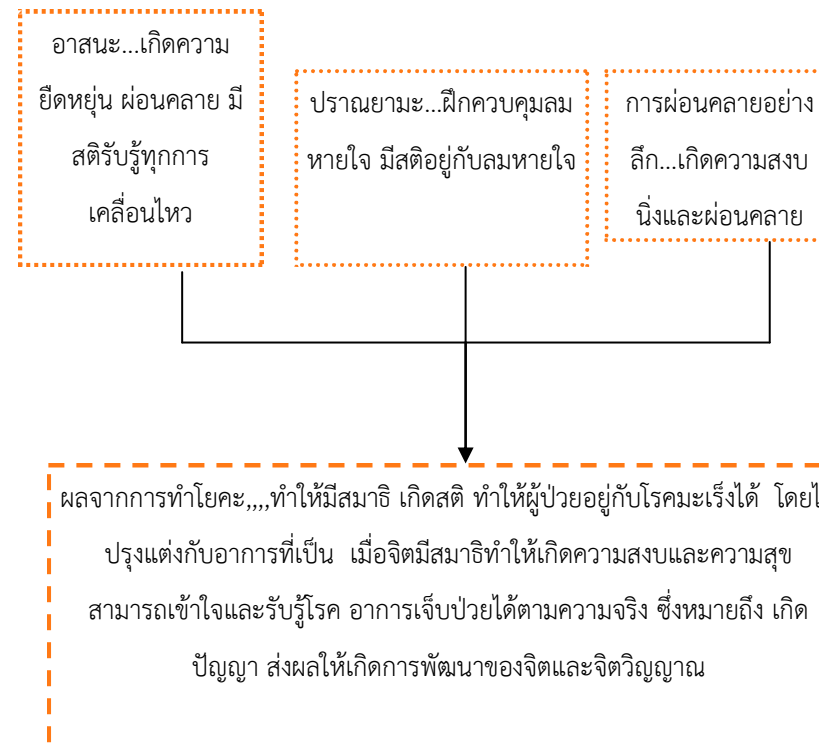 อาสนะ...เกิดความ
ยืดหยุ่น ผ่อนคลาย มี
สติรับรู้ทุกการ
เคลื่อนไหว
ปราณยามะ...ฝึกควบคุมลม
หายใจ มีสติอยู่กับลมหายใจ
การผ่อนคลายอย่าง
ลึก...เกิดความสงบ
นิ่งและผ่อนคลาย
ผลจากการทำโยคะ,,,,ทำให้มีสมาธิ เกิดสติ ทำให้ผู้ป่วยอยู่กับโรคมะเร็งได้ โดย
ปรุงแต่งกับอาการที่เป็น เมื่อจิตมีสมาธิทำให้เกิดความสงบและความสุข
สามารถเข้าใจและรับรู้โรค อาการเจ็บป่วยได้ตามความจริง ซึ่งหมายถึง เกิด
ปัญญา ส่งผลให้เกิดการพัฒนาของจิตและจิตวิญญาณ